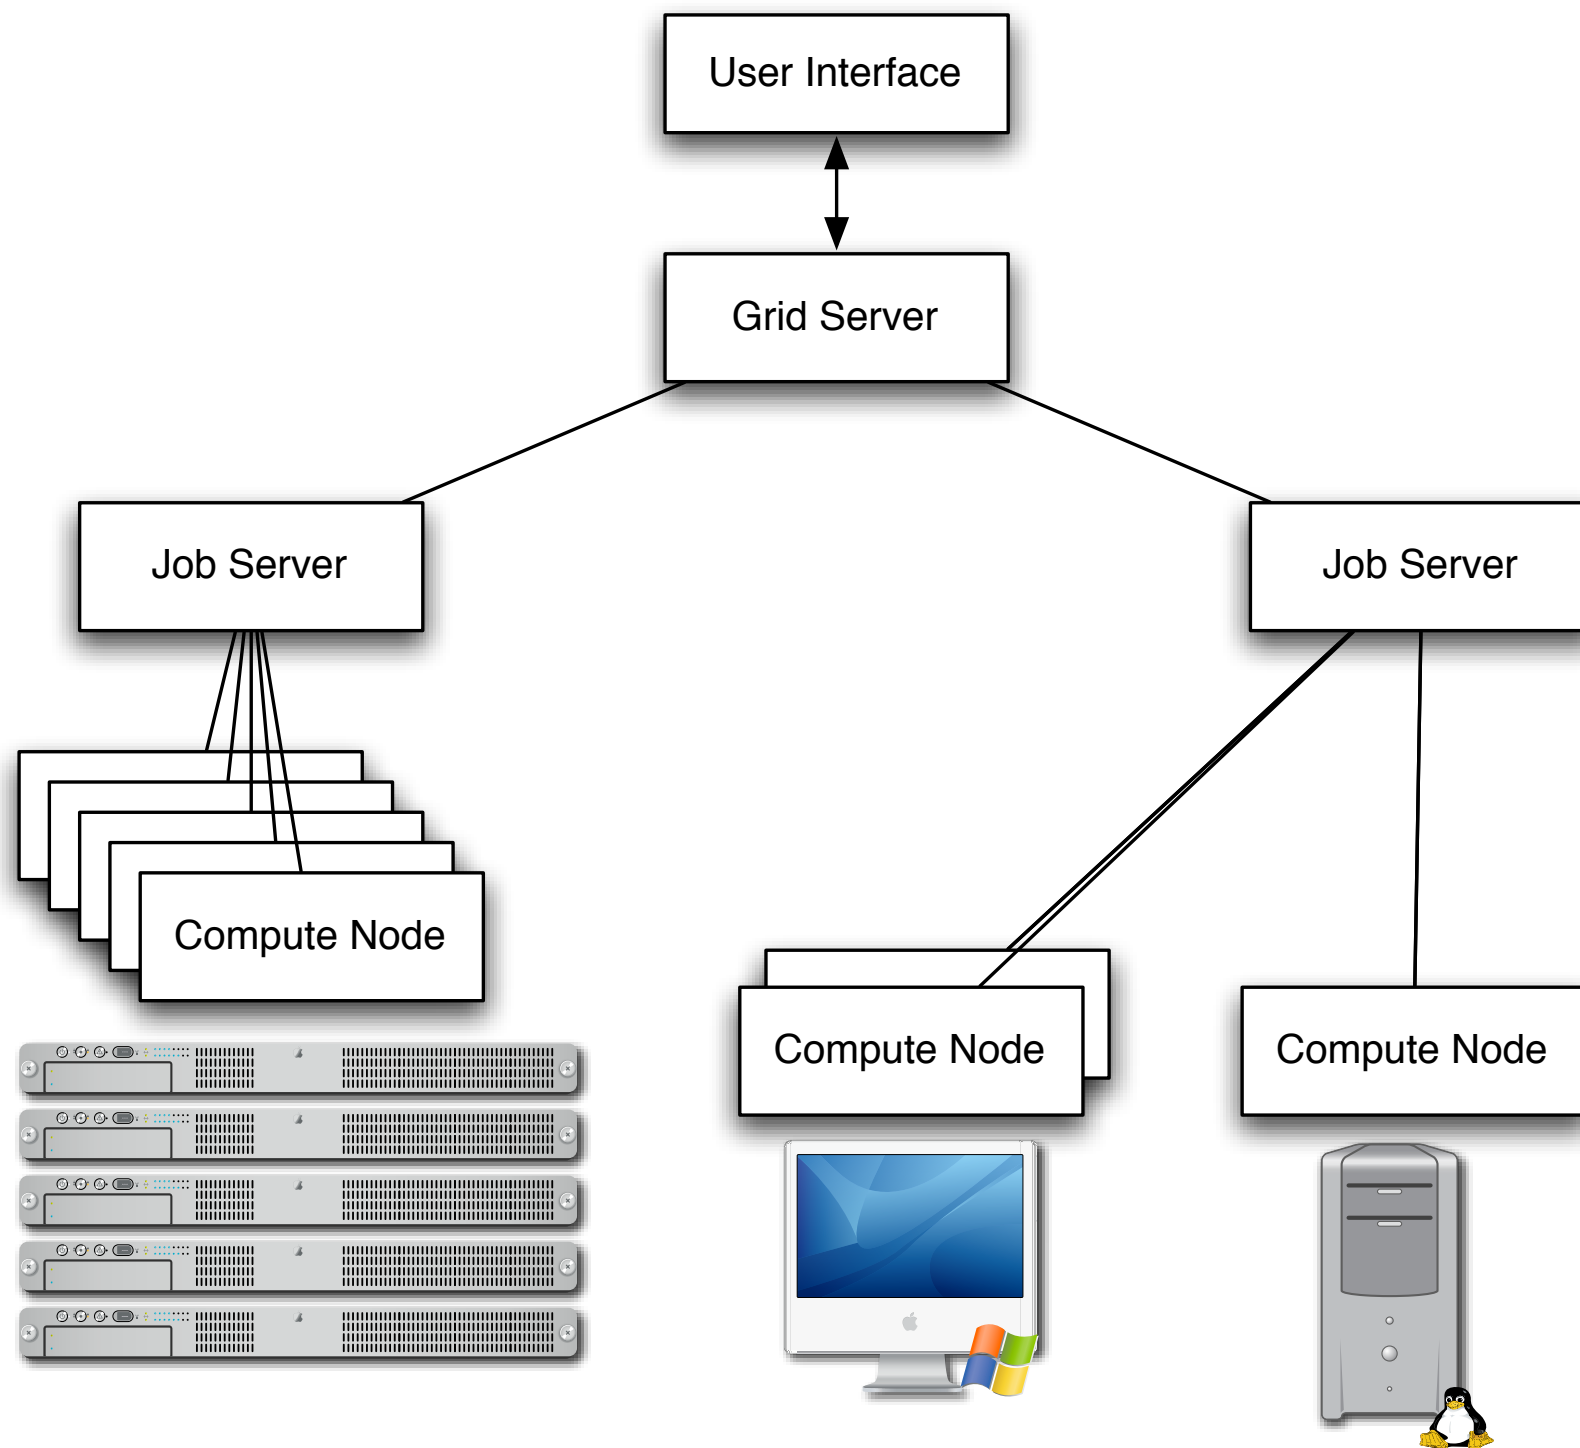 User Interface
Grid Server
Job Server
Job Server
Compute Node
Compute Node
Compute Node